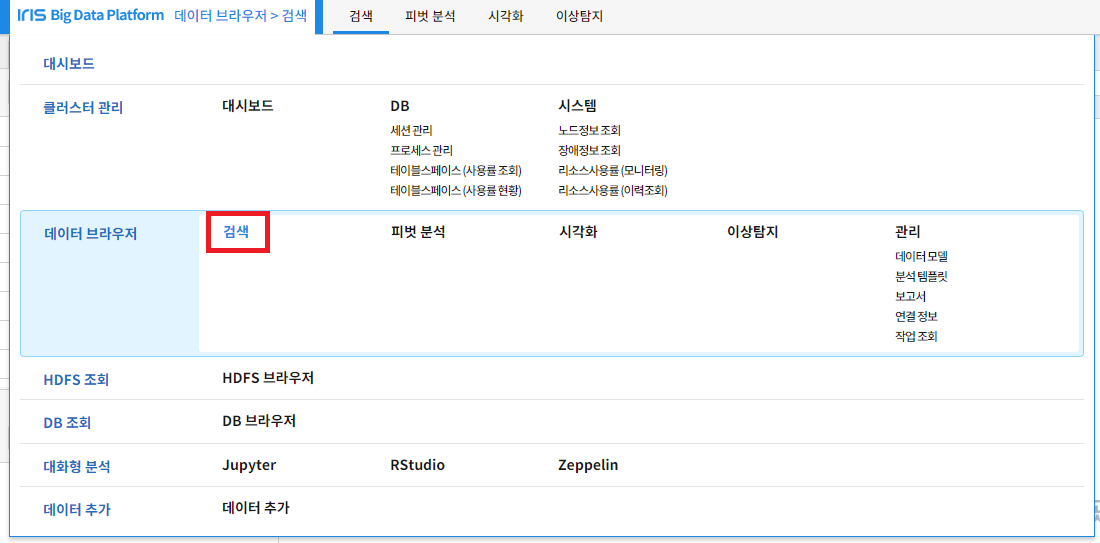 IRIS Big Data Platform 데이터 브라우저 > 검색 검색 피벗 분석 시각화 이상탐지
대시보드
클러스터 관리 대시보드 DB 시스템
세션 관리 노드정보 조회
프로세스 관리 장애정보 조회
테이블스페이스 (사용률 조회) 리소스사용률 (모니터링)
테이블스페이스 (사용률 현황) 리소스사용률 (이력조회)
데이터 브라우저 검색 피벗 분석 시각화 이상탐지 관리
데이터 모델
분석 템플릿
보고서
연결 정보
작업 조회
HDFS 조회 HDFS 브라우저
DB 조회 DB 브라우저
대화형 분석 Jupyter RStudio Zeppelin
데이터 추가 데이터 추가